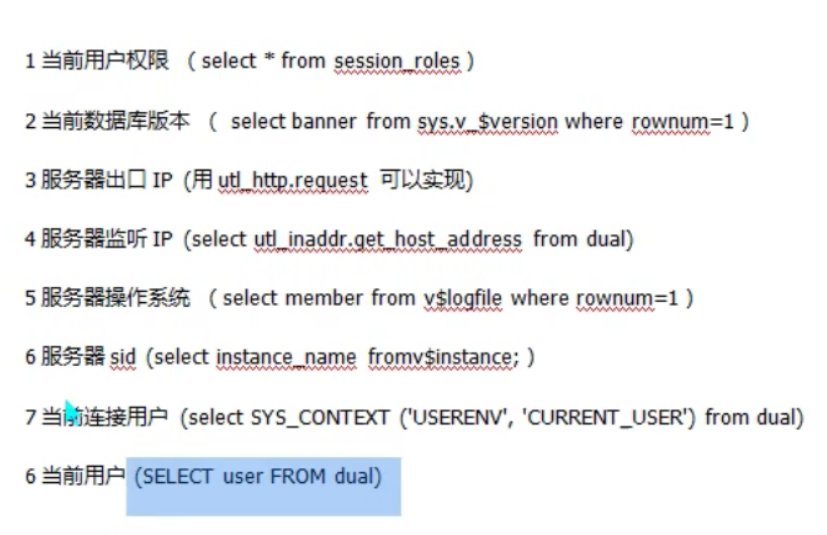 1 当前用户权限 （ select * from session_roles ）
2 当前数据库版本 （ select banner from sys.v_$version where rownum=1 ）
3 服务器出口 IP (用 utl_http.request 可以实现)
4 服务器监听 IP (select utl_inaddr.get_host_address from dual)
5 服务器操作系统 （ select member from v$logfile where rownum=1 ）
6 服务器 sid (select instance_name fromv$instance; )
7 当前连接用户 (select SYS_CONTEXT ('USERENV', 'CURRENT_USER') from dual)
6 当前用户 (SELECT user FROM dual)